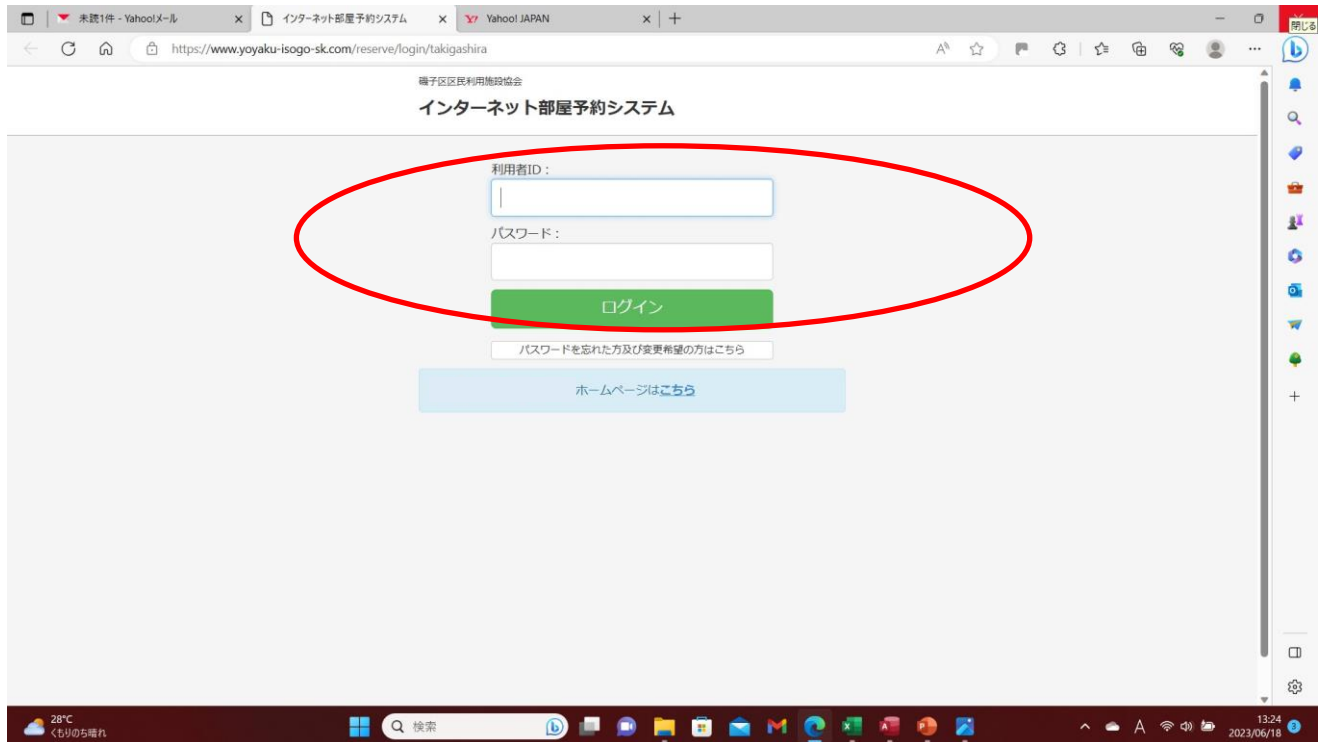 未読1件 - Yahoo!メール
インターネット部屋予約システム
Yahoo! JAPAN
閉じる
https://www.yoyaku-isogo-sk.com/reserve/login/takigashira
磯子区区民利用施設協会
インターネット部屋予約システム
利用者ID：
パスワード：
ログイン
パスワードを忘れた方及び変更希望の方はこちら
ホームページはこちら
28°C
くもりのち晴れ
検索
A
13:24
2023/06/18
3